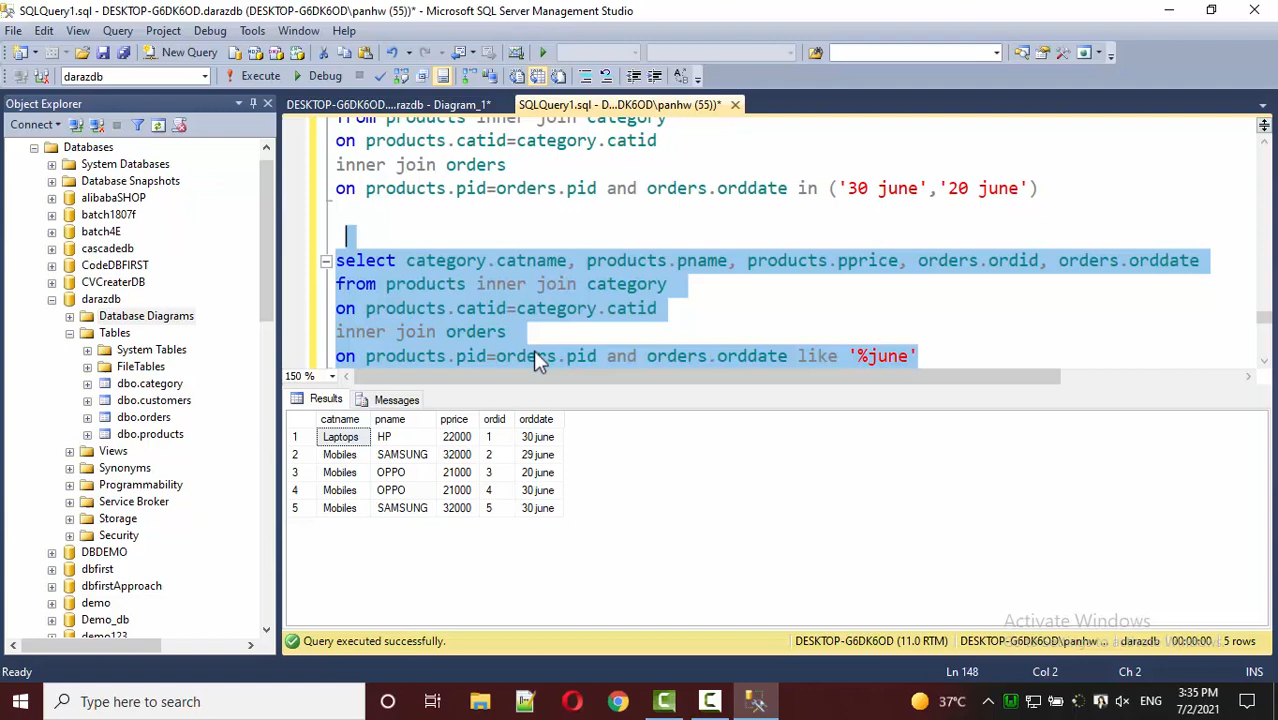 SQLQuery1.sql - DESKTOP-G6DK6OD.darazdb (DESKTOP-G6DK6OD\panhw (55))* - Microsoft SQL Server Management Studio
File Edit View Query Project Debug Tools Window Help
New Query
darazdb Execute Debug
Object Explorer
DESKTOP-G6DK6OD....razdb - Diagram_1* SQLQuery1.sql - D...DK6OD\panhw (55))*
Connect
Databases
System Databases
Database Snapshots
alibabaSHOP
batch1807f
batch4E
cascadedb
CodeDBFIRST
CVCreaterDB
darazdb
Database Diagrams
Tables
System Tables
FileTables
dbo.category
dbo.customers
dbo.orders
dbo.products
Views
Synonyms
Programmability
Service Broker
Storage
Security
DBDEMO
dbfirst
dbfirstApproach
demo
Demo_db
demo123
from products inner join category
on products.catid=category.catid
inner join orders
on products.pid=orders.pid and orders.orddate in ('30 june','20 june')
select category.catname, products.pname, products.pprice, orders.ordid, orders.orddate
from products inner join category
on products.catid=category.catid
inner join orders
on products.pid=orders.pid and orders.orddate like '%june'
150 %
Results Messages
catname pname pprice ordid orddate
1 Laptops HP 22000 1 30 june
2 Mobiles SAMSUNG 32000 2 29 june
3 Mobiles OPPO 21000 3 20 june
4 Mobiles OPPO 21000 4 30 june
5 Mobiles SAMSUNG 32000 5 30 june
Activate Windows
Query executed successfully. DESKTOP-G6DK6OD (11.0 RTM) DESKTOP-G6DK6OD\panhw ... darazdb 00:00:00 5 rows
Ready Ln 148 Col 2 Ch 2 INS
Type here to search
37°C ENG
3:35 PM
7/2/2021